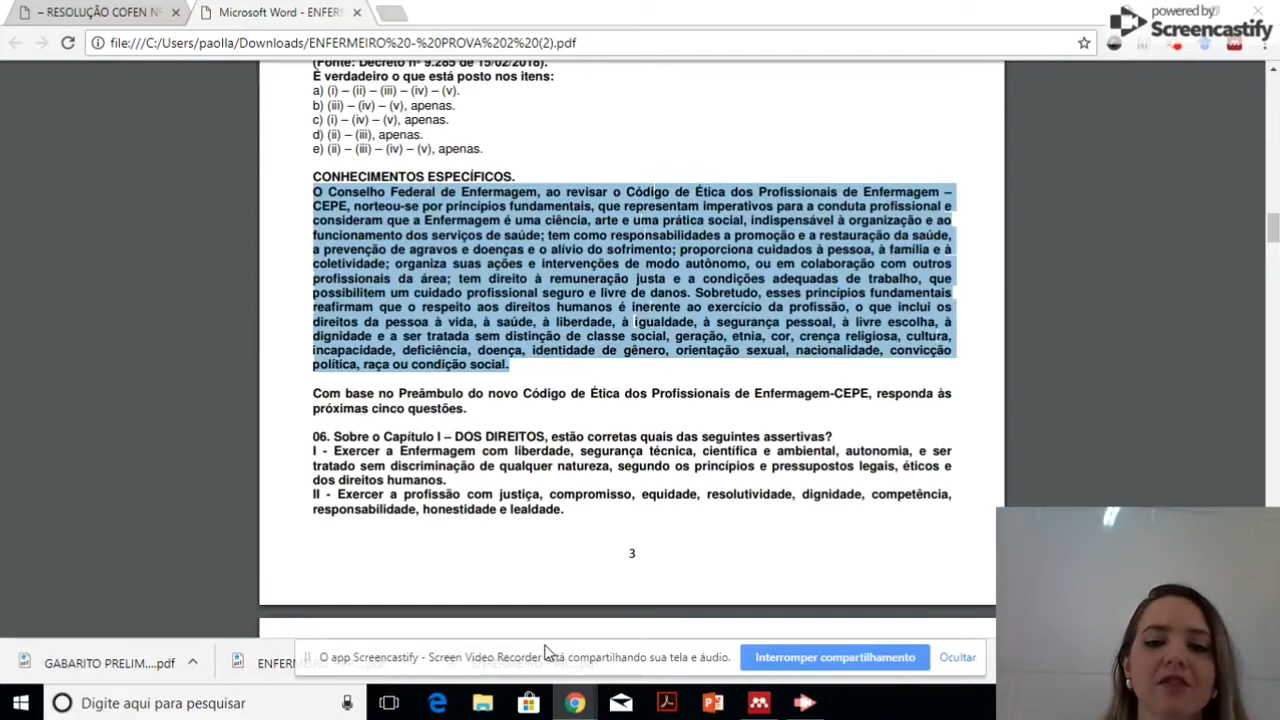 – RESOLUÇÃO COFEN Nº
Microsoft Word - ENFERM
powered by
Screencastify
file:///C:/Users/paolla/Downloads/ENFERMEIRO%20-%20PROVA%202%20(2).pdf
(Fonte: Decreto nº 9.285 de 15/02/2018).
É verdadeiro o que está posto nos itens:
a) (i) – (ii) – (iii) – (iv) – (v).
b) (iii) – (iv) – (v), apenas.
c) (i) – (iv) – (v), apenas.
d) (ii) – (iii), apenas.
e) (ii) – (iii) – (iv) – (v), apenas.
CONHECIMENTOS ESPECÍFICOS.
O Conselho Federal de Enfermagem, ao revisar o Código de Ética dos Profissionais de Enfermagem –
CEPE, norteou-se por princípios fundamentais, que representam imperativos para a conduta profissional e
consideram que a Enfermagem é uma ciência, arte e uma prática social, indispensável à organização e ao
funcionamento dos serviços de saúde; tem como responsabilidades a promoção e a restauração da saúde,
a prevenção de agravos e doenças e o alívio do sofrimento; proporciona cuidados à pessoa, à família e à
coletividade; organiza suas ações e intervenções de modo autônomo, ou em colaboração com outros
profissionais da área; tem direito à remuneração justa e a condições adequadas de trabalho, que
possibilitem um cuidado profissional seguro e livre de danos. Sobretudo, esses princípios fundamentais
reafirmam que o respeito aos direitos humanos é inerente ao exercício da profissão, o que inclui os
direitos da pessoa à vida, à saúde, à liberdade, à igualdade, à segurança pessoal, à livre escolha, à
dignidade e a ser tratada sem distinção de classe social, geração, etnia, cor, crença religiosa, cultura,
incapacidade, deficiência, doença, identidade de gênero, orientação sexual, nacionalidade, convicção
política, raça ou condição social.
Com base no Preâmbulo do novo Código de Ética dos Profissionais de Enfermagem-CEPE, responda às
próximas cinco questões.
06. Sobre o Capítulo I – DOS DIREITOS, estão corretas quais das seguintes assertivas?
I - Exercer a Enfermagem com liberdade, segurança técnica, científica e ambiental, autonomia, e ser
tratado sem discriminação de qualquer natureza, segundo os princípios e pressupostos legais, éticos e
dos direitos humanos.
II - Exercer a profissão com justiça, compromisso, equidade, resolutividade, dignidade, competência,
responsabilidade, honestidade e lealdade.
3
GABARITO PRELIM....pdf
O app Screencastify - Screen Video Recorder está compartilhando sua tela e áudio.
Interromper compartilhamento
Ocultar
Digite aqui para pesquisar